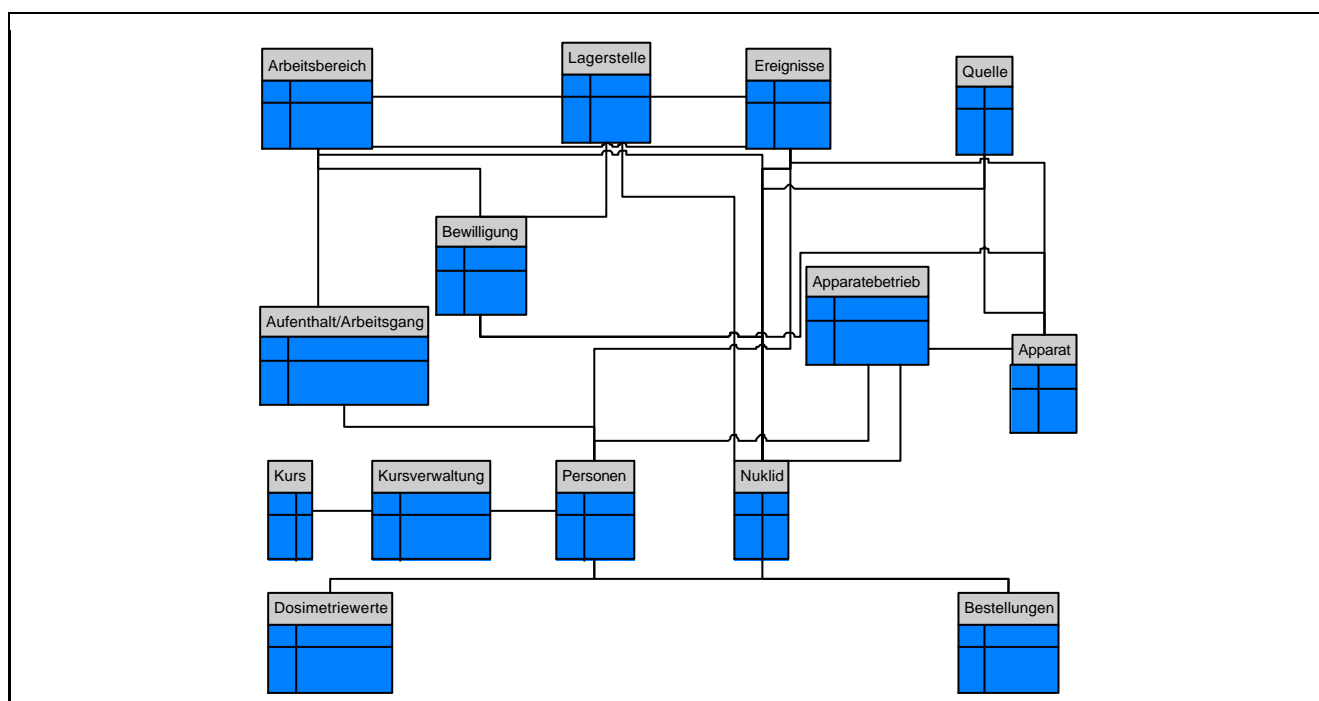 Arbeitsbereich
Lagerstelle
Ereignisse
Quelle
Bewilligung
Apparatebetrieb
Aufenthalt/Arbeitsgang
Apparat
Kurs
Kursverwaltung
Personen
Nuklid
Dosimetriewerte
Bestellungen